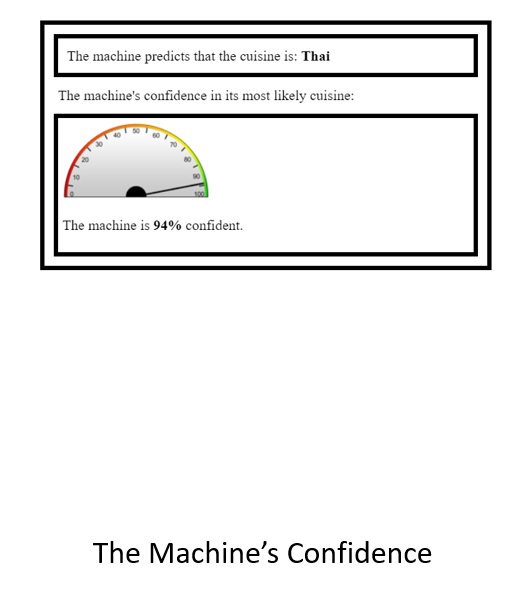 The machine predicts that the cuisine is: Thai
The machine's confidence in its most likely cuisine:
0
10
20
30
40
50
60
70
80
90
100
The machine is 94% confident.
The Machine’s Confidence